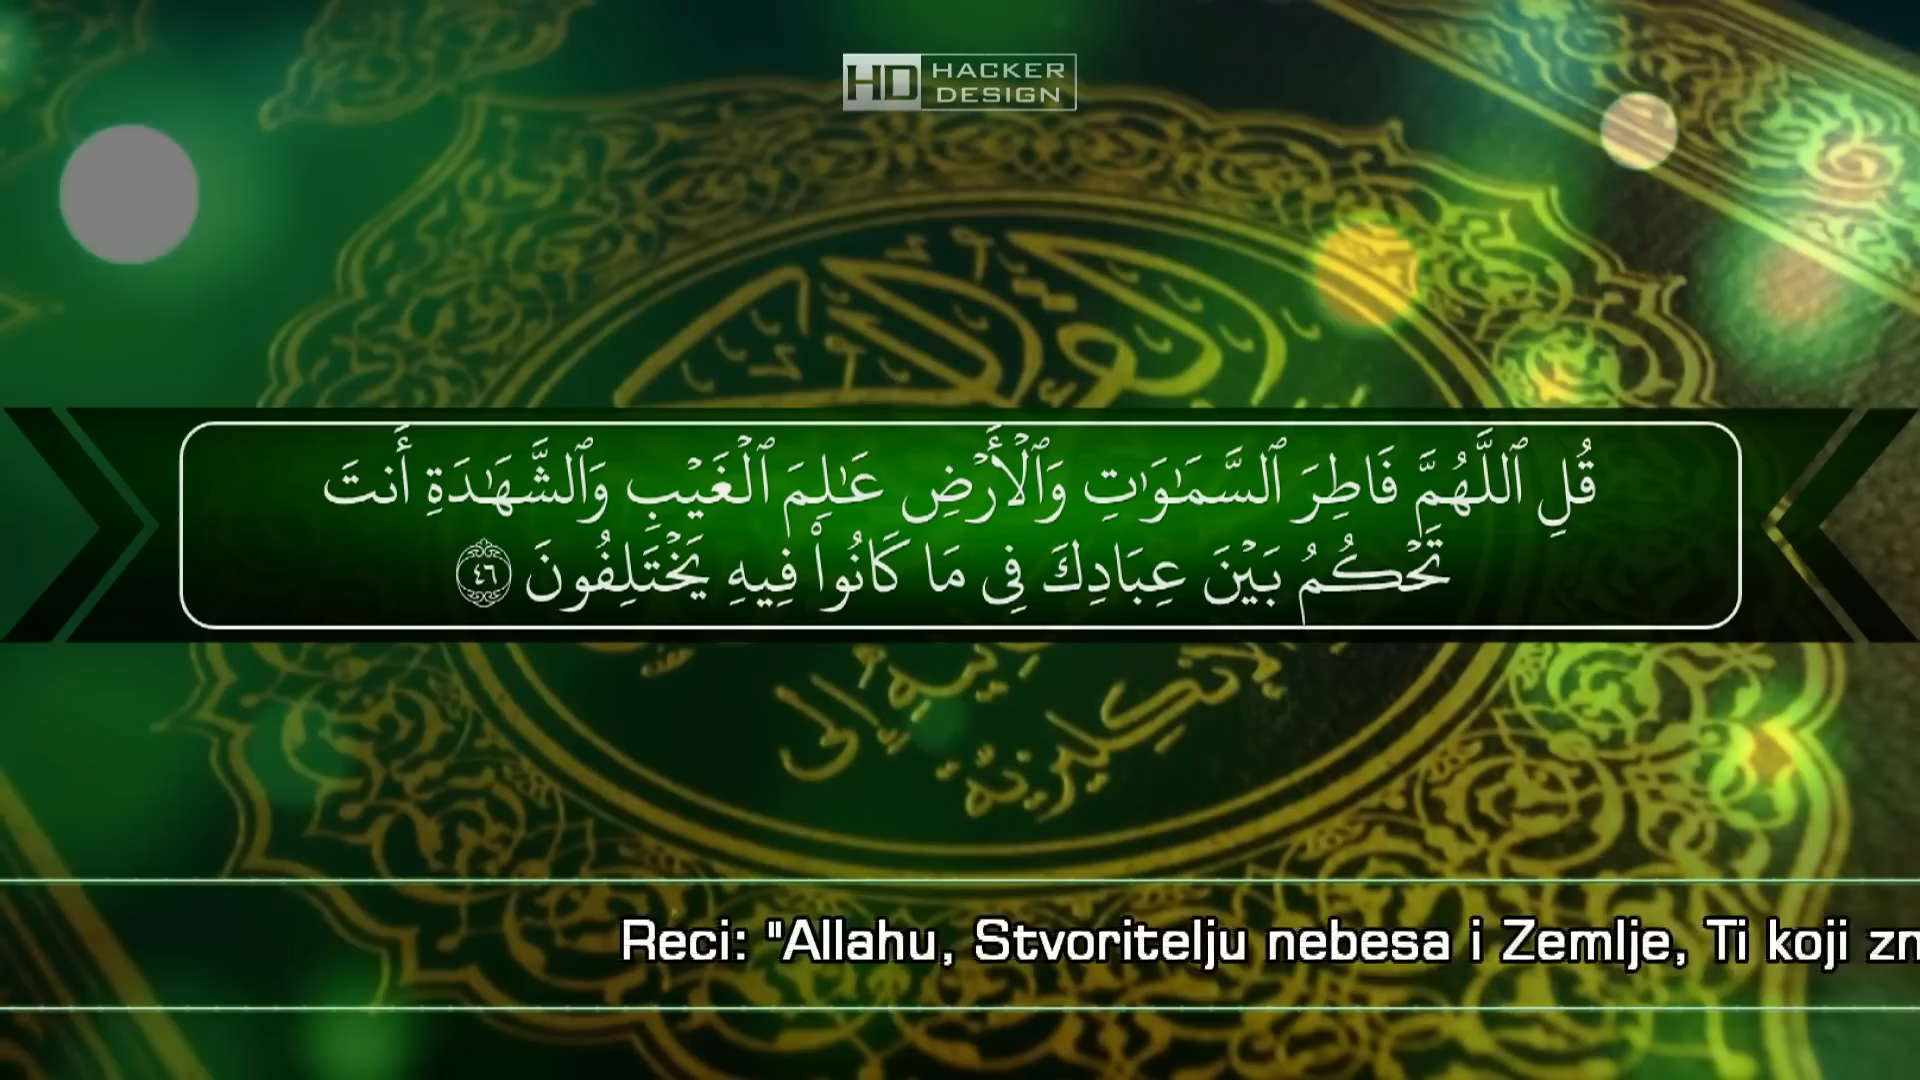 HD HACKER
DESIGN
قُلِ ٱللَّهُمَّ فَاطِرَ ٱلسَّمَٰوَٰتِ وَٱلْأَرْضِ عَٰلِمَ ٱلْغَيْبِ وَٱلشَّهَٰدَةِ أَنتَ
تَحْكُمُ بَيْنَ عِبَادِكَ فِى مَا كَانُوا۟ فِيهِ يَخْتَلِفُونَ ٤٦
Reci: "Allahu, Stvoritelju nebesa i Zemlje, Ti koji zn